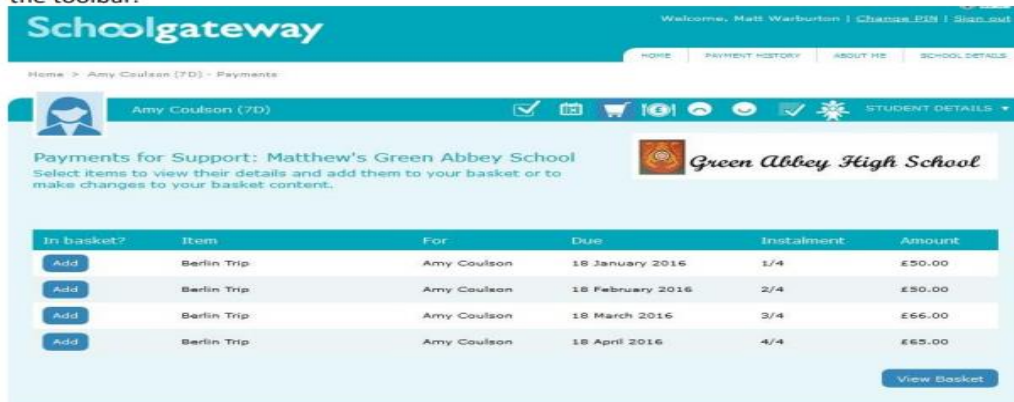 the toolbar.
Schoolgateway
Welcome, Matt Warburton | Change PIN | Sign out
HOME PAYMENT HISTORY ABOUT ME SCHOOL DETAILS
Home > Amy Coulson (7D) - Payments
Amy Coulson (7D) STUDENT DETAILS
Payments for Support: Matthew's Green Abbey School
Select items to view their details and add them to your basket or to
make changes to your basket content.
Green Abbey High School
In basket? Item For Due Instalment Amount
Add Berlin Trip Amy Coulson 18 January 2016 1/4 £50.00
Add Berlin Trip Amy Coulson 18 February 2016 2/4 £50.00
Add Berlin Trip Amy Coulson 18 March 2016 3/4 £66.00
Add Berlin Trip Amy Coulson 18 April 2016 4/4 £65.00
View Basket